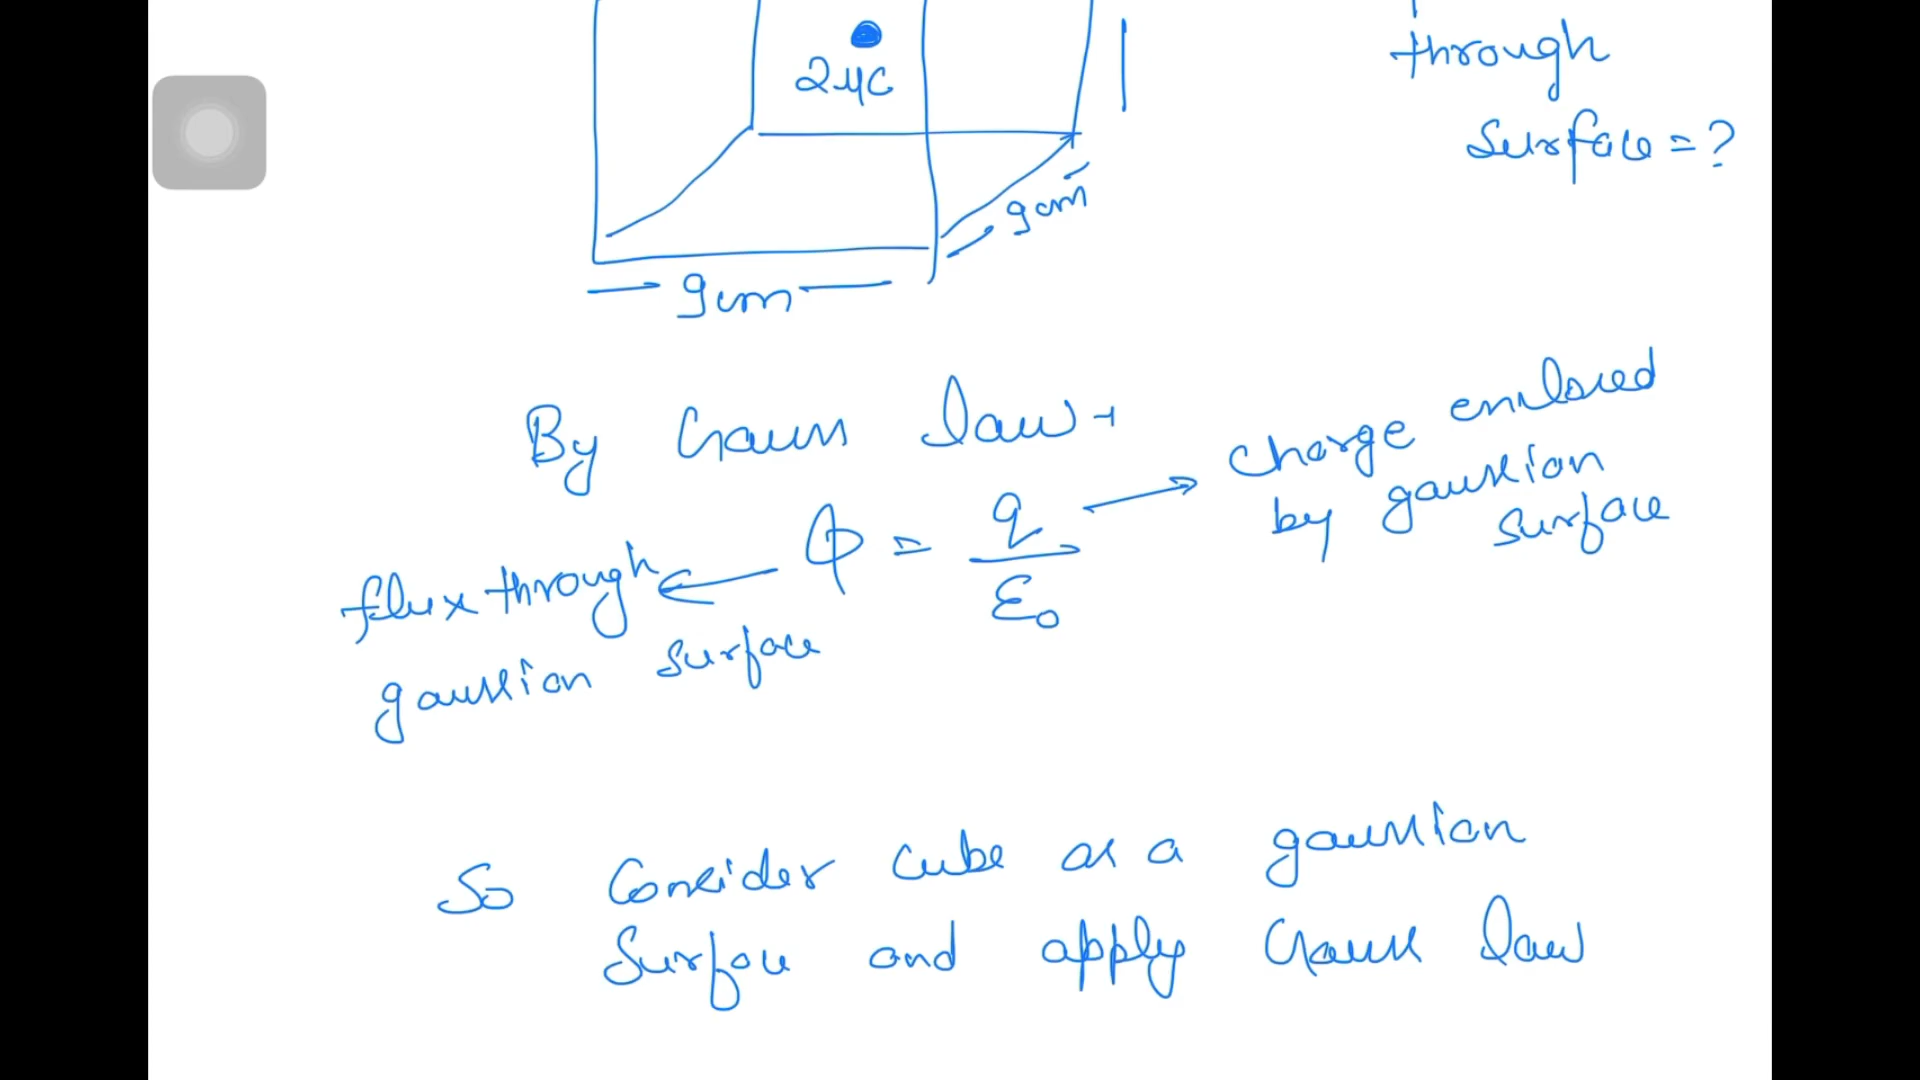 through
Surface = ?
2μC
9cm
9cm
By Gauss law →
charge enclosed
by gaussian
surface
ϕ = q/ε₀
flux through
gaussian surface
So Consider cube as a gaussian
Surface and apply Gauss law